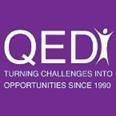 QEDI
TURNING CHALLENGES INTO
OPPORTUNITIES SINCE 1990